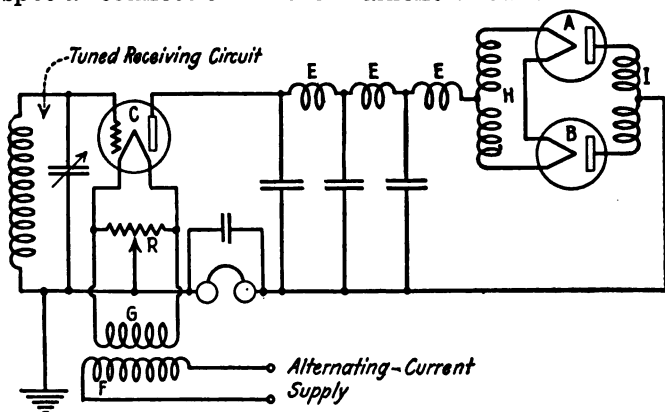 Tuned Receiving Circuit
A
E E E
I
H
C
B
R
G
F
Alternating-Current
Supply